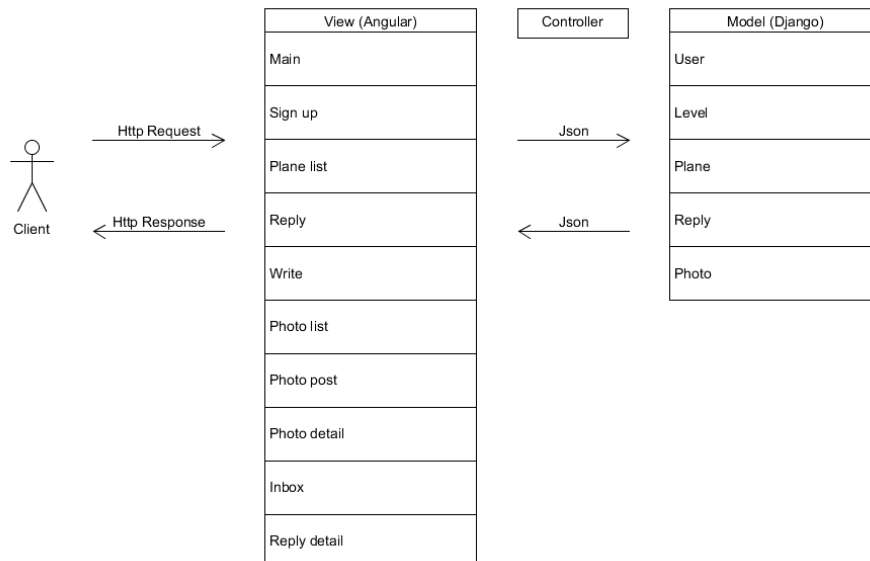 View (Angular)
Controller
Model (Django)
Main
User
Sign up
Level
Http Request
Json
Plane list
Plane
Client
Http Response
Reply
Json
Reply
Write
Photo
Photo list
Photo post
Photo detail
Inbox
Reply detail